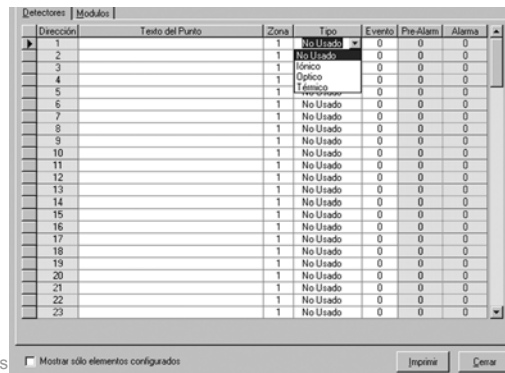 Detectores Modulos
Dirección Texto del Punto Zona Tipo Evento Pre-Alarm Alarma
1 1 No Usado 0 0 0
2 1 No Usado 0 0 0
3 1 Iónico 0 0 0
4 1 Optico 0 0 0
5 1 Térmico 0 0 0
6 1 No Usado 0 0 0
7 1 No Usado 0 0 0
8 1 No Usado 0 0 0
9 1 No Usado 0 0 0
10 1 No Usado 0 0 0
11 1 No Usado 0 0 0
12 1 No Usado 0 0 0
13 1 No Usado 0 0 0
14 1 No Usado 0 0 0
15 1 No Usado 0 0 0
16 1 No Usado 0 0 0
17 1 No Usado 0 0 0
18 1 No Usado 0 0 0
19 1 No Usado 0 0 0
20 1 No Usado 0 0 0
21 1 No Usado 0 0 0
22 1 No Usado 0 0 0
23 1 No Usado 0 0 0
s Mostrar sólo elementos configurados Imprimir Cerrar